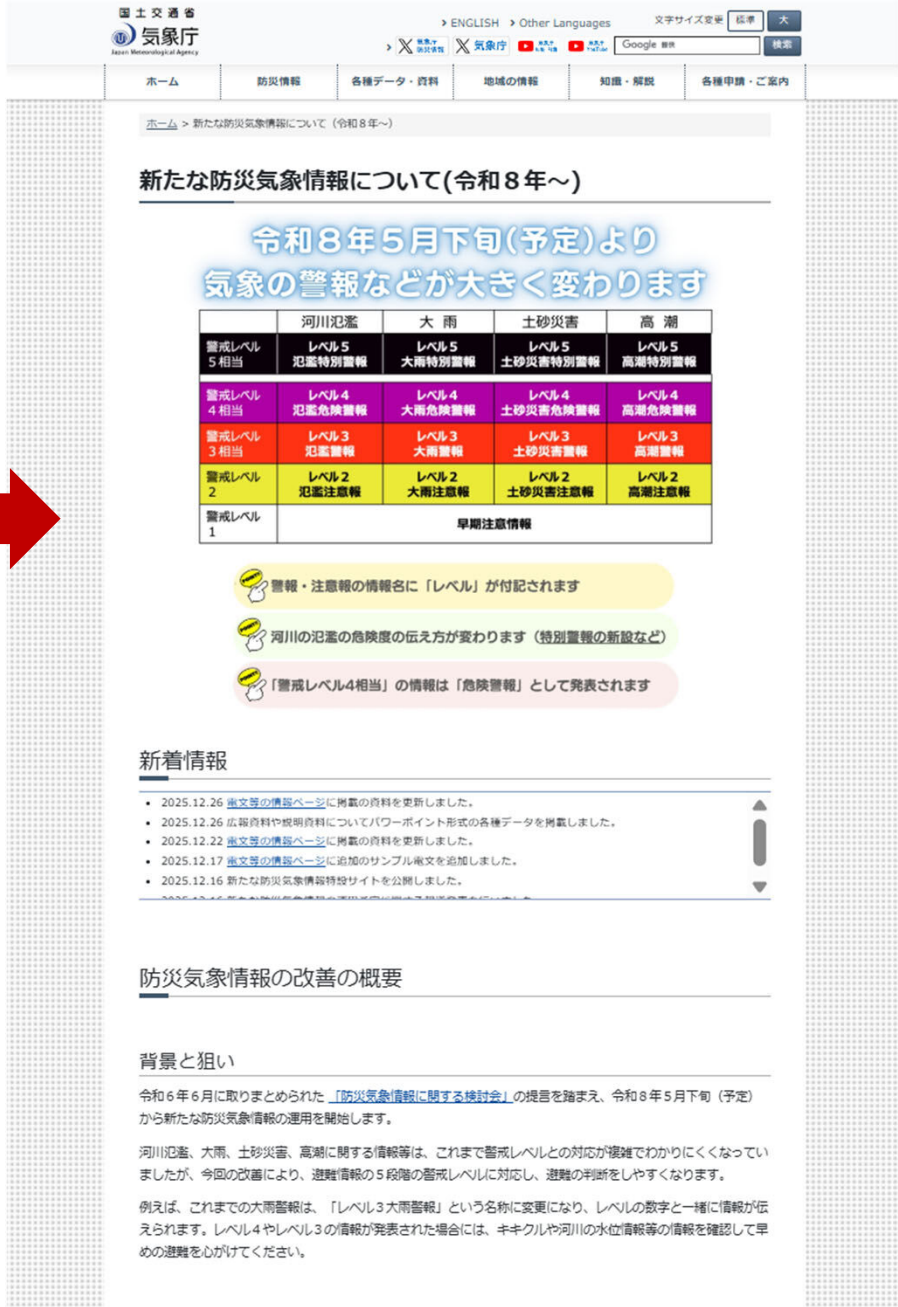 国土交通省
気象庁
Japan Meteorological Agency
ENGLISH Other Languages 文字サイズ変更 標準 大
気象庁 防災情報 気象庁 Google 提供 検索
ホーム 防災情報 各種データ・資料 地域の情報 知識・解説 各種申請・ご案内
ホーム > 新たな防災気象情報について（令和８年～）
新たな防災気象情報について(令和８年～)
令和８年５月下旬(予定)より
気象の警報などが大きく変わります
河川氾濫 大雨 土砂災害 高潮
警戒レベル5相当 レベル5氾濫特別警報 レベル5大雨特別警報 レベル5土砂災害特別警報 レベル5高潮特別警報
警戒レベル4相当 レベル4氾濫危険警報 レベル4大雨危険警報 レベル4土砂災害危険警報 レベル4高潮危険警報
警戒レベル3相当 レベル3氾濫警報 レベル3大雨警報 レベル3土砂災害警報 レベル3高潮警報
警戒レベル2 レベル2氾濫注意報 レベル2大雨注意報 レベル2土砂災害注意報 レベル2高潮注意報
警戒レベル1 早期注意情報
警報・注意報の情報名に「レベル」が付記されます
河川の氾濫の危険度の伝え方が変わります（特別警報の新設など）
「警戒レベル4相当」の情報は「危険警報」として発表されます
新着情報
2025.12.26 電文等の情報ページに掲載の資料を更新しました。
2025.12.26 広報資料や説明資料についてパワーポイント形式の各種データを掲載しました。
2025.12.22 電文等の情報ページに掲載の資料を更新しました。
2025.12.17 電文等の情報ページに追加のサンプル電文を追加しました。
2025.12.16 新たな防災気象情報特設サイトを公開しました。
防災気象情報の改善の概要
背景と狙い
令和６年６月に取りまとめられた「防災気象情報に関する検討会」の提言を踏まえ、令和８年５月下旬（予定）
から新たな防災気象情報の運用を開始します。
河川氾濫、大雨、土砂災害、高潮に関する情報等は、これまで警戒レベルとの対応が複雑でわかりにくくなってい
ましたが、今回の改善により、避難情報の５段階の警戒レベルに対応し、避難の判断をしやすくなります。
例えば、これまでの大雨警報は、「レベル３大雨警報」という名称に変更になり、レベルの数字と一緒に情報が伝
えられます。レベル４やレベル３の情報が発表された場合には、キキクルや河川の水位情報等の情報を確認して早
めの避難を心がけてください。